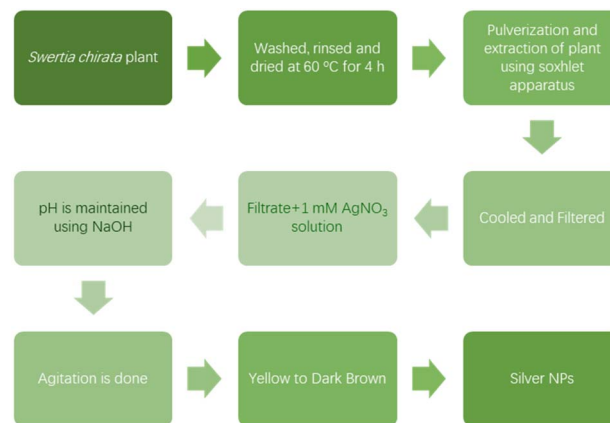 Swertia chirata plant
Washed, rinsed and
dried at 60 ºC for 4 h
Pulverization and
extraction of plant
using soxhlet
apparatus
Cooled and Filtered
Filtrate+1 mM AgNO₃
solution
pH is maintained
using NaOH
Agitation is done
Yellow to Dark Brown
Silver NPs